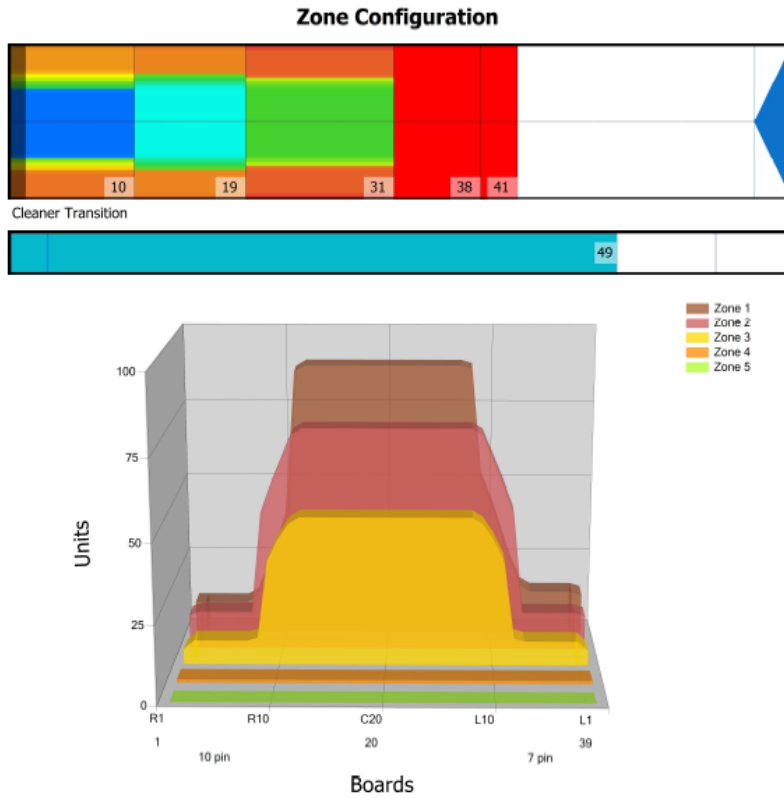 Zone Configuration
10 19 31 38 41
Cleaner Transition
49
Zone 1
Zone 2
Zone 3
Zone 4
Zone 5
100
75
50
25
0
Units
R1 R10 C20 L10 L1
1 20 39
10 pin 7 pin
Boards